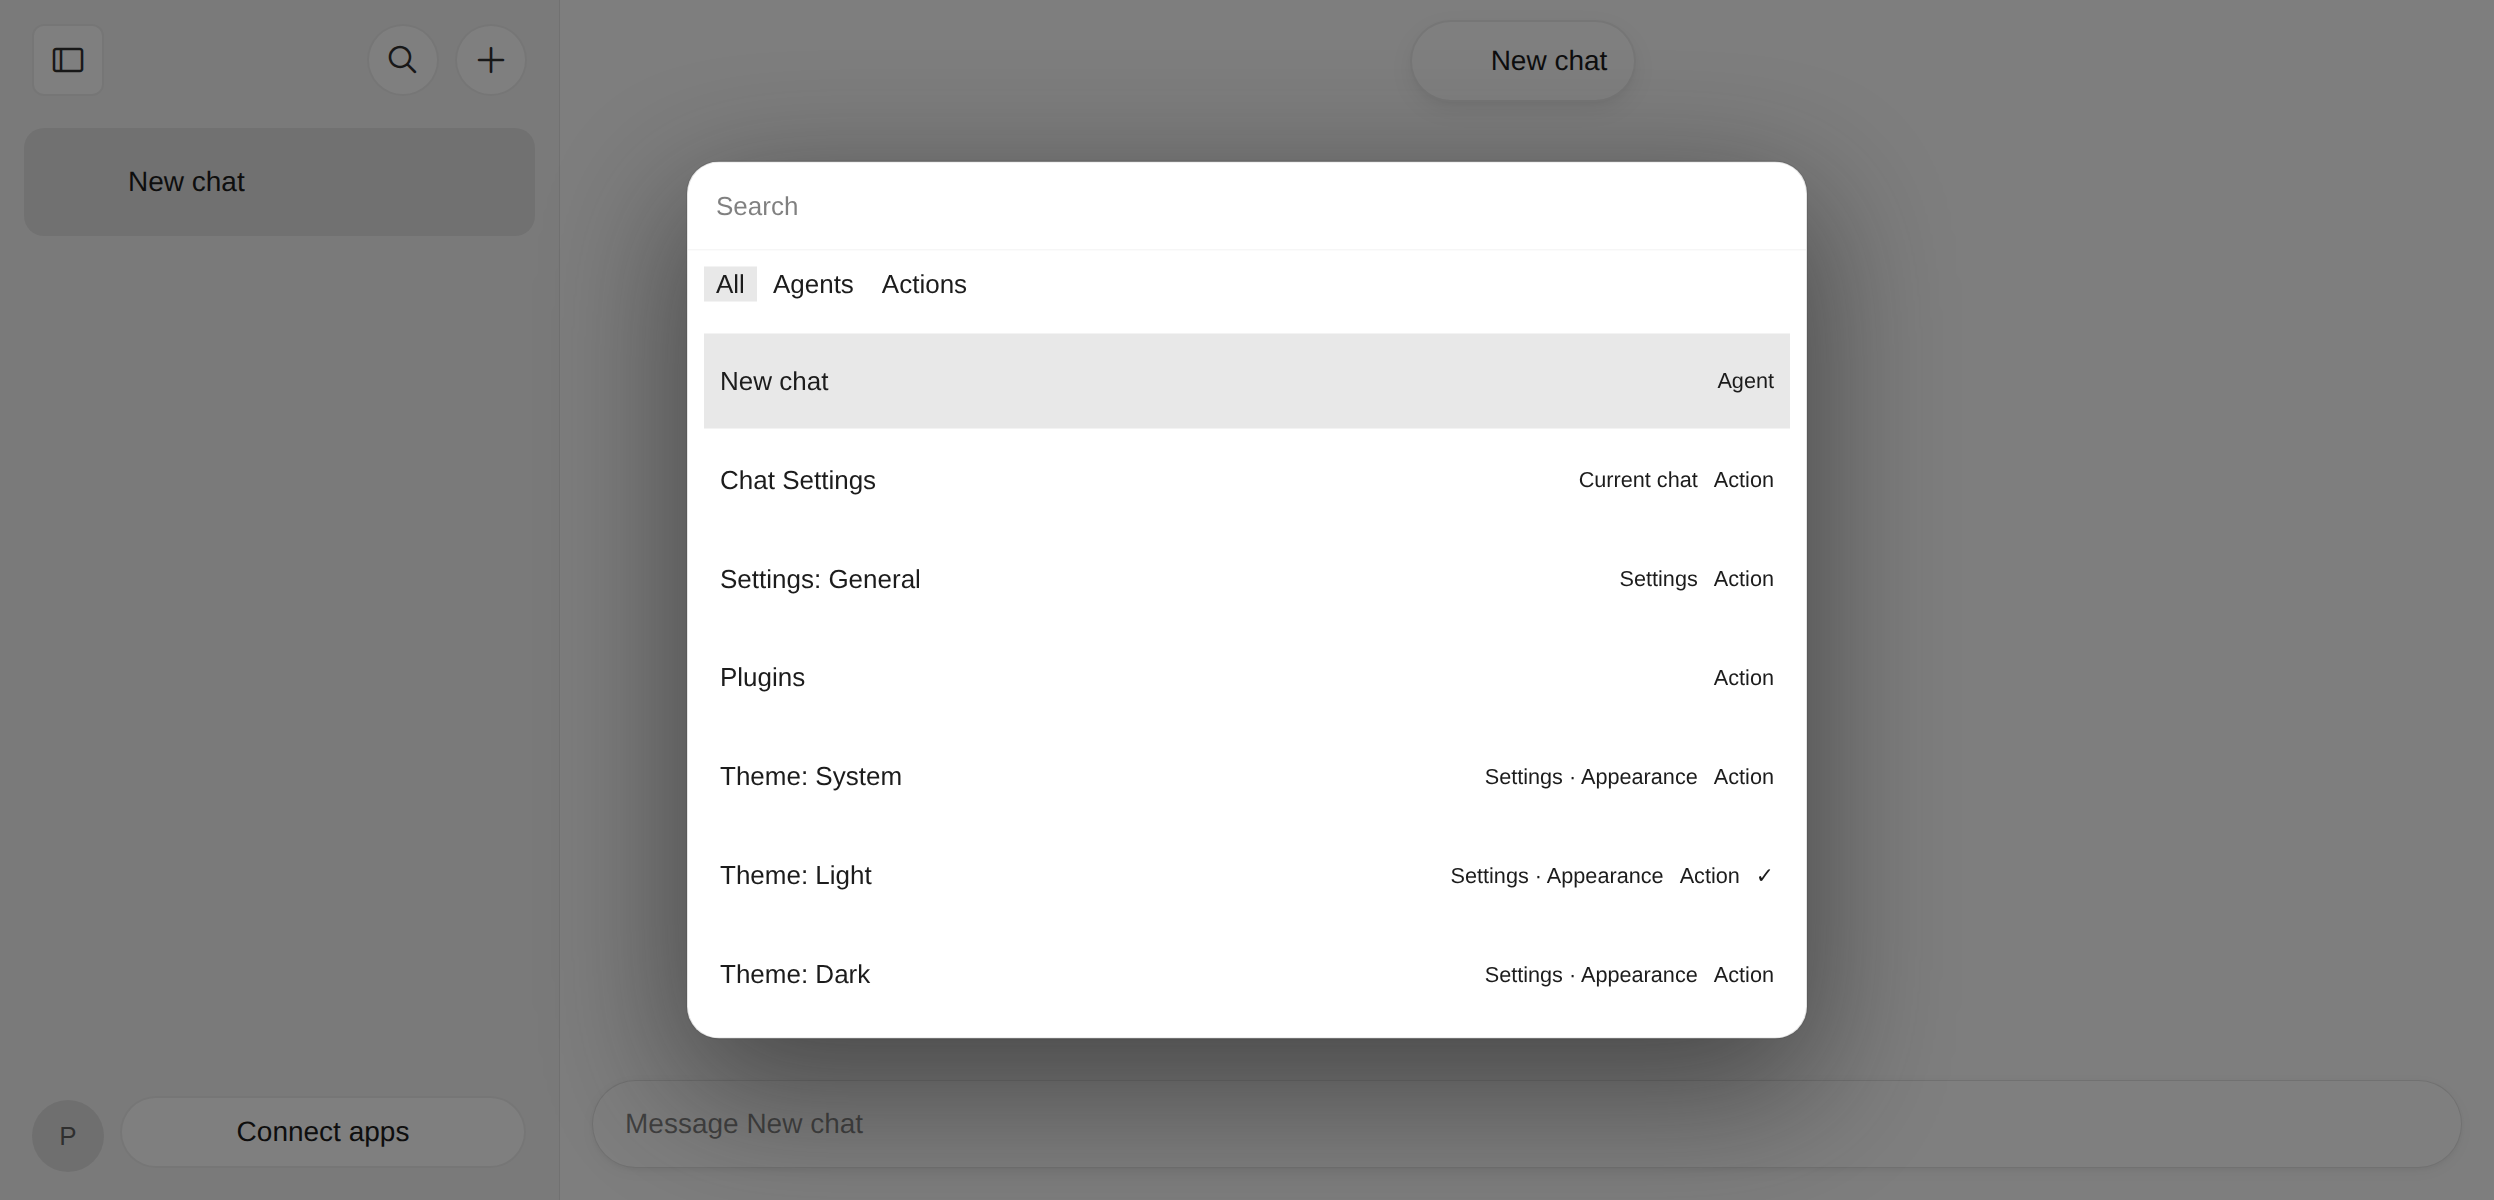 New chat
New chat
Search
All Agents Actions
New chat Agent
Chat Settings Current chat Action
Settings: General Settings Action
Plugins Action
Theme: System Settings · Appearance Action
Theme: Light Settings · Appearance Action ✓
Theme: Dark Settings · Appearance Action
Message New chat
P Connect apps